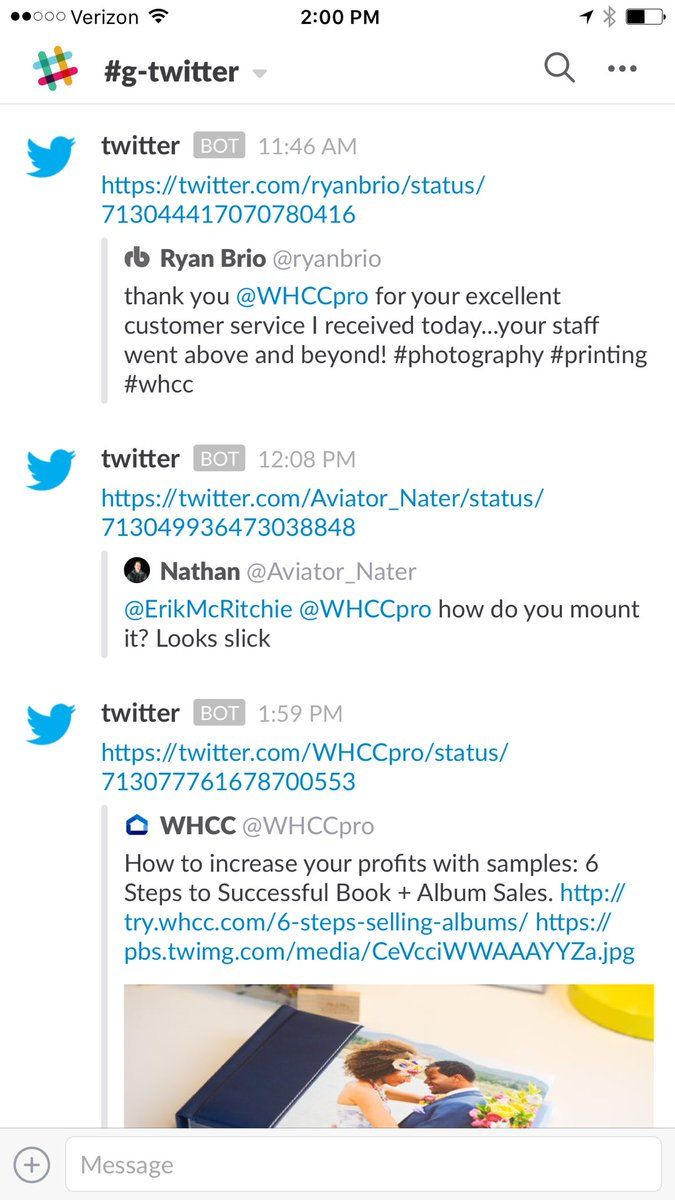 Verizon 2:00 PM
#g-twitter
twitter BOT 11:46 AM
https://twitter.com/ryanbrio/status/
713044417070780416
rb Ryan Brio @ryanbrio
thank you @WHCCpro for your excellent
customer service I received today...your staff
went above and beyond! #photography #printing
#whcc
twitter BOT 12:08 PM
https://twitter.com/Aviator_Nater/status/
713049936473038848
Nathan @Aviator_Nater
@ErikMcRitchie @WHCCpro how do you mount
it? Looks slick
twitter BOT 1:59 PM
https://twitter.com/WHCCpro/status/
713077761678700553
WHCC @WHCCpro
How to increase your profits with samples: 6
Steps to Successful Book + Album Sales. http://
try.whcc.com/6-steps-selling-albums/ https://
pbs.twimg.com/media/CeVcciWWAAAYYZa.jpg
Message